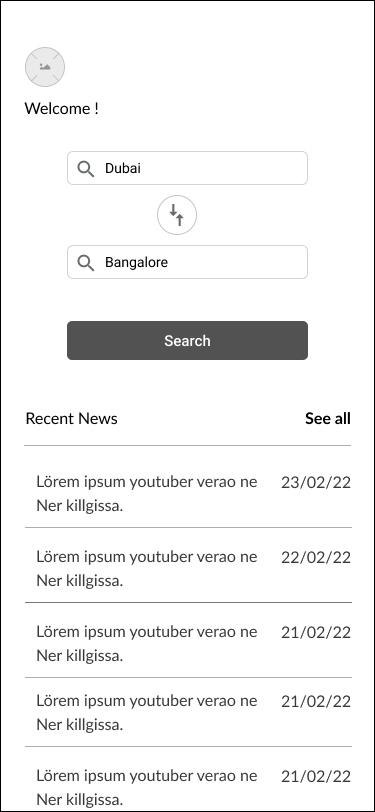 Welcome !
Dubai
Bangalore
Search
Recent News See all
Lörem ipsum youtuber verao ne 23/02/22
Ner killgissa.
Lörem ipsum youtuber verao ne 22/02/22
Ner killgissa.
Lörem ipsum youtuber verao ne 21/02/22
Ner killgissa.
Lörem ipsum youtuber verao ne 21/02/22
Ner killgissa.
Lörem ipsum youtuber verao ne 21/02/22
Ner killgissa.